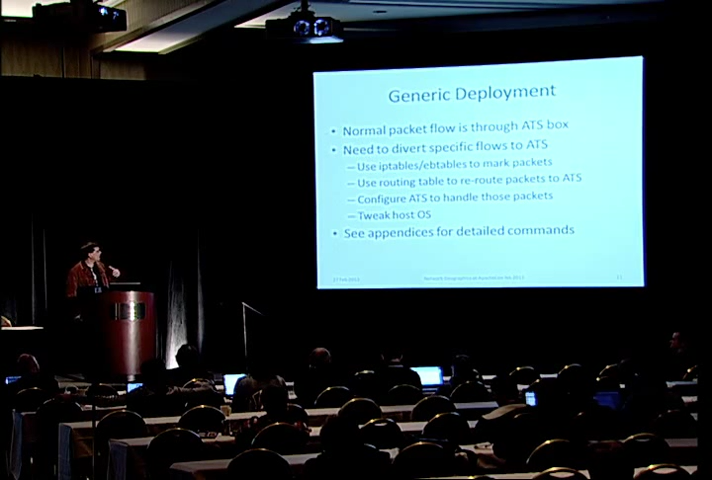 Generic Deployment
• Normal packet flow is through ATS box
• Need to divert specific flows to ATS
– Use iptables/ebtables to mark packets
– Use routing table to re-route packets to ATS
– Configure ATS to handle those packets
– Tweak host OS
• See appendices for detailed commands